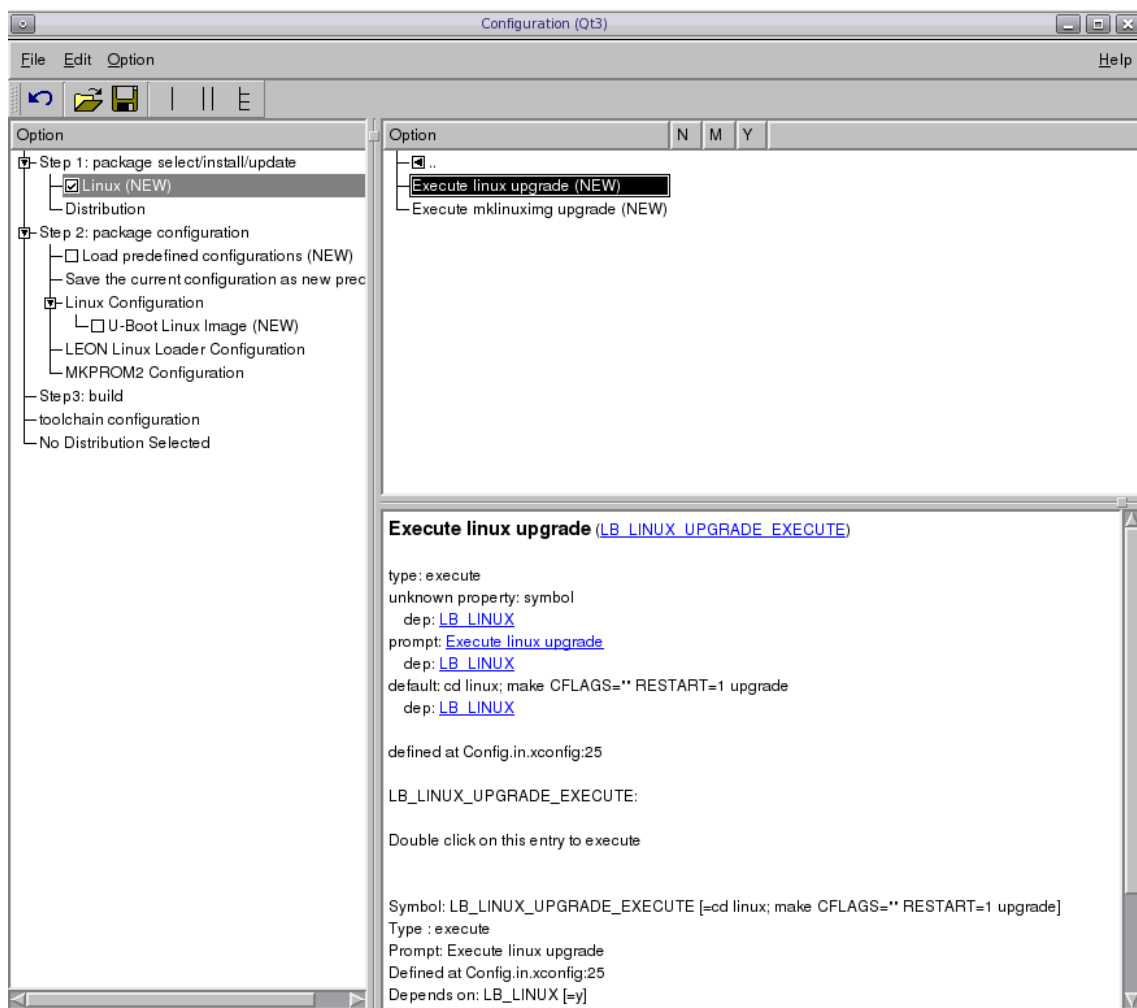 Configuration (Qt3)
File Edit Option Help
Option
Step 1: package select/install/update
Linux (NEW)
Distribution
Step 2: package configuration
Load predefined configurations (NEW)
Save the current configuration as new prec
Linux Configuration
U-Boot Linux Image (NEW)
LEON Linux Loader Configuration
MKPROM2 Configuration
Step3: build
toolchain configuration
No Distribution Selected
Option N M Y
..
Execute linux upgrade (NEW)
Execute mklinuximg upgrade (NEW)
Execute linux upgrade (LB_LINUX_UPGRADE_EXECUTE)
type: execute
unknown property: symbol
dep: LB_LINUX
prompt: Execute linux upgrade
dep: LB_LINUX
default: cd linux; make CFLAGS="" RESTART=1 upgrade
dep: LB_LINUX
defined at Config.in.xconfig:25
LB_LINUX_UPGRADE_EXECUTE:
Double click on this entry to execute
Symbol: LB_LINUX_UPGRADE_EXECUTE [=cd linux; make CFLAGS="" RESTART=1 upgrade]
Type : execute
Prompt: Execute linux upgrade
Defined at Config.in.xconfig:25
Depends on: LB_LINUX [=y]